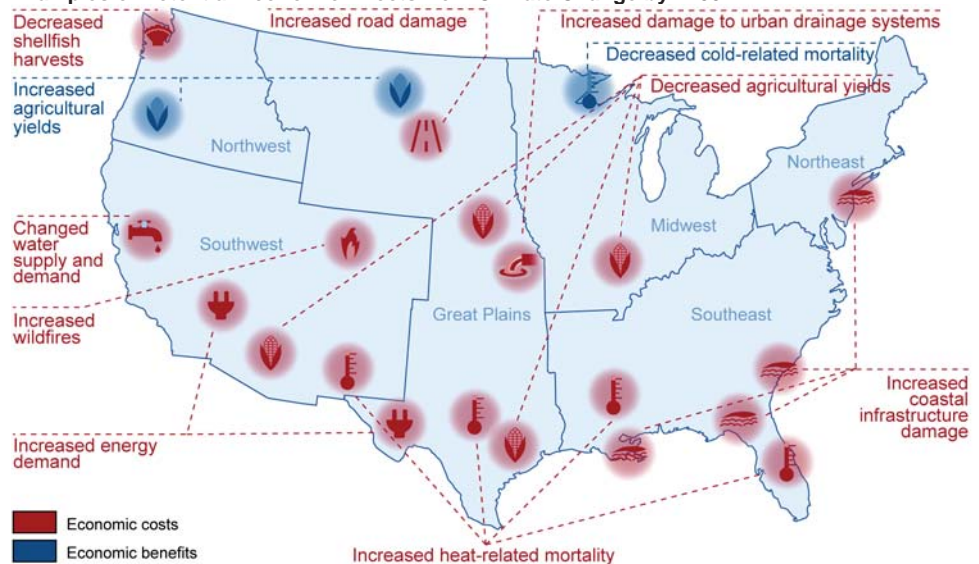 Increased road damage
Increased damage to urban drainage systems
Decreased
shellfish
harvests
Decreased cold-related mortality
Increased
agricultural
yields
Decreased agricultural yields
Northwest
Northeast
Changed
water
supply and
demand
Southwest
Midwest
Great Plains
Southeast
Increased
wildfires
Increased
coastal
infrastructure
damage
Increased energy
demand
Economic costs
Economic benefits
Increased heat-related mortality